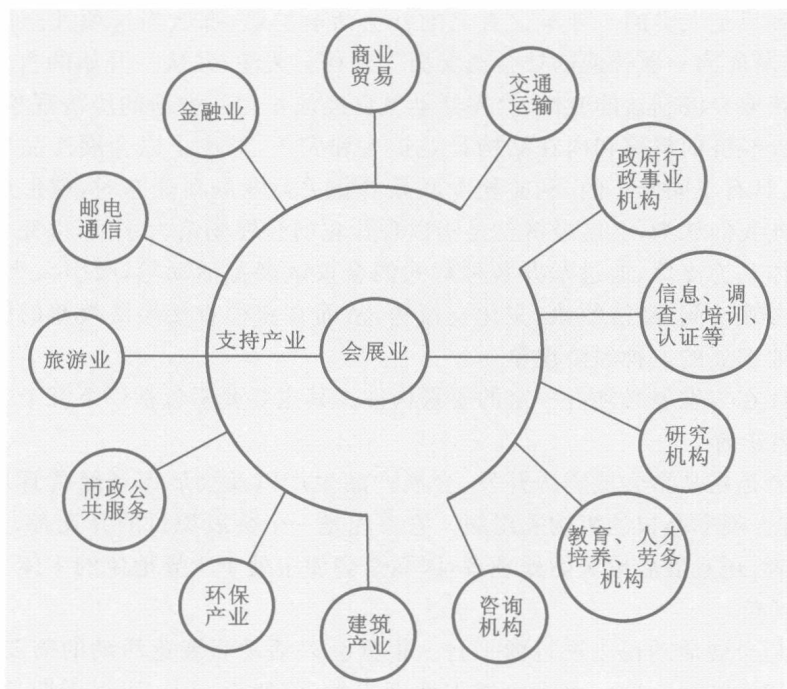 商业
贸易
交通
运输
金融业
政府行
政事业
机构
邮电
通信
信息、调
查、培训、
认证等
旅游业
支持产业
会展业
研究
机构
市政公
共服务
教育、人才
培养、劳务
机构
环保
产业
建筑
产业
咨询
机构